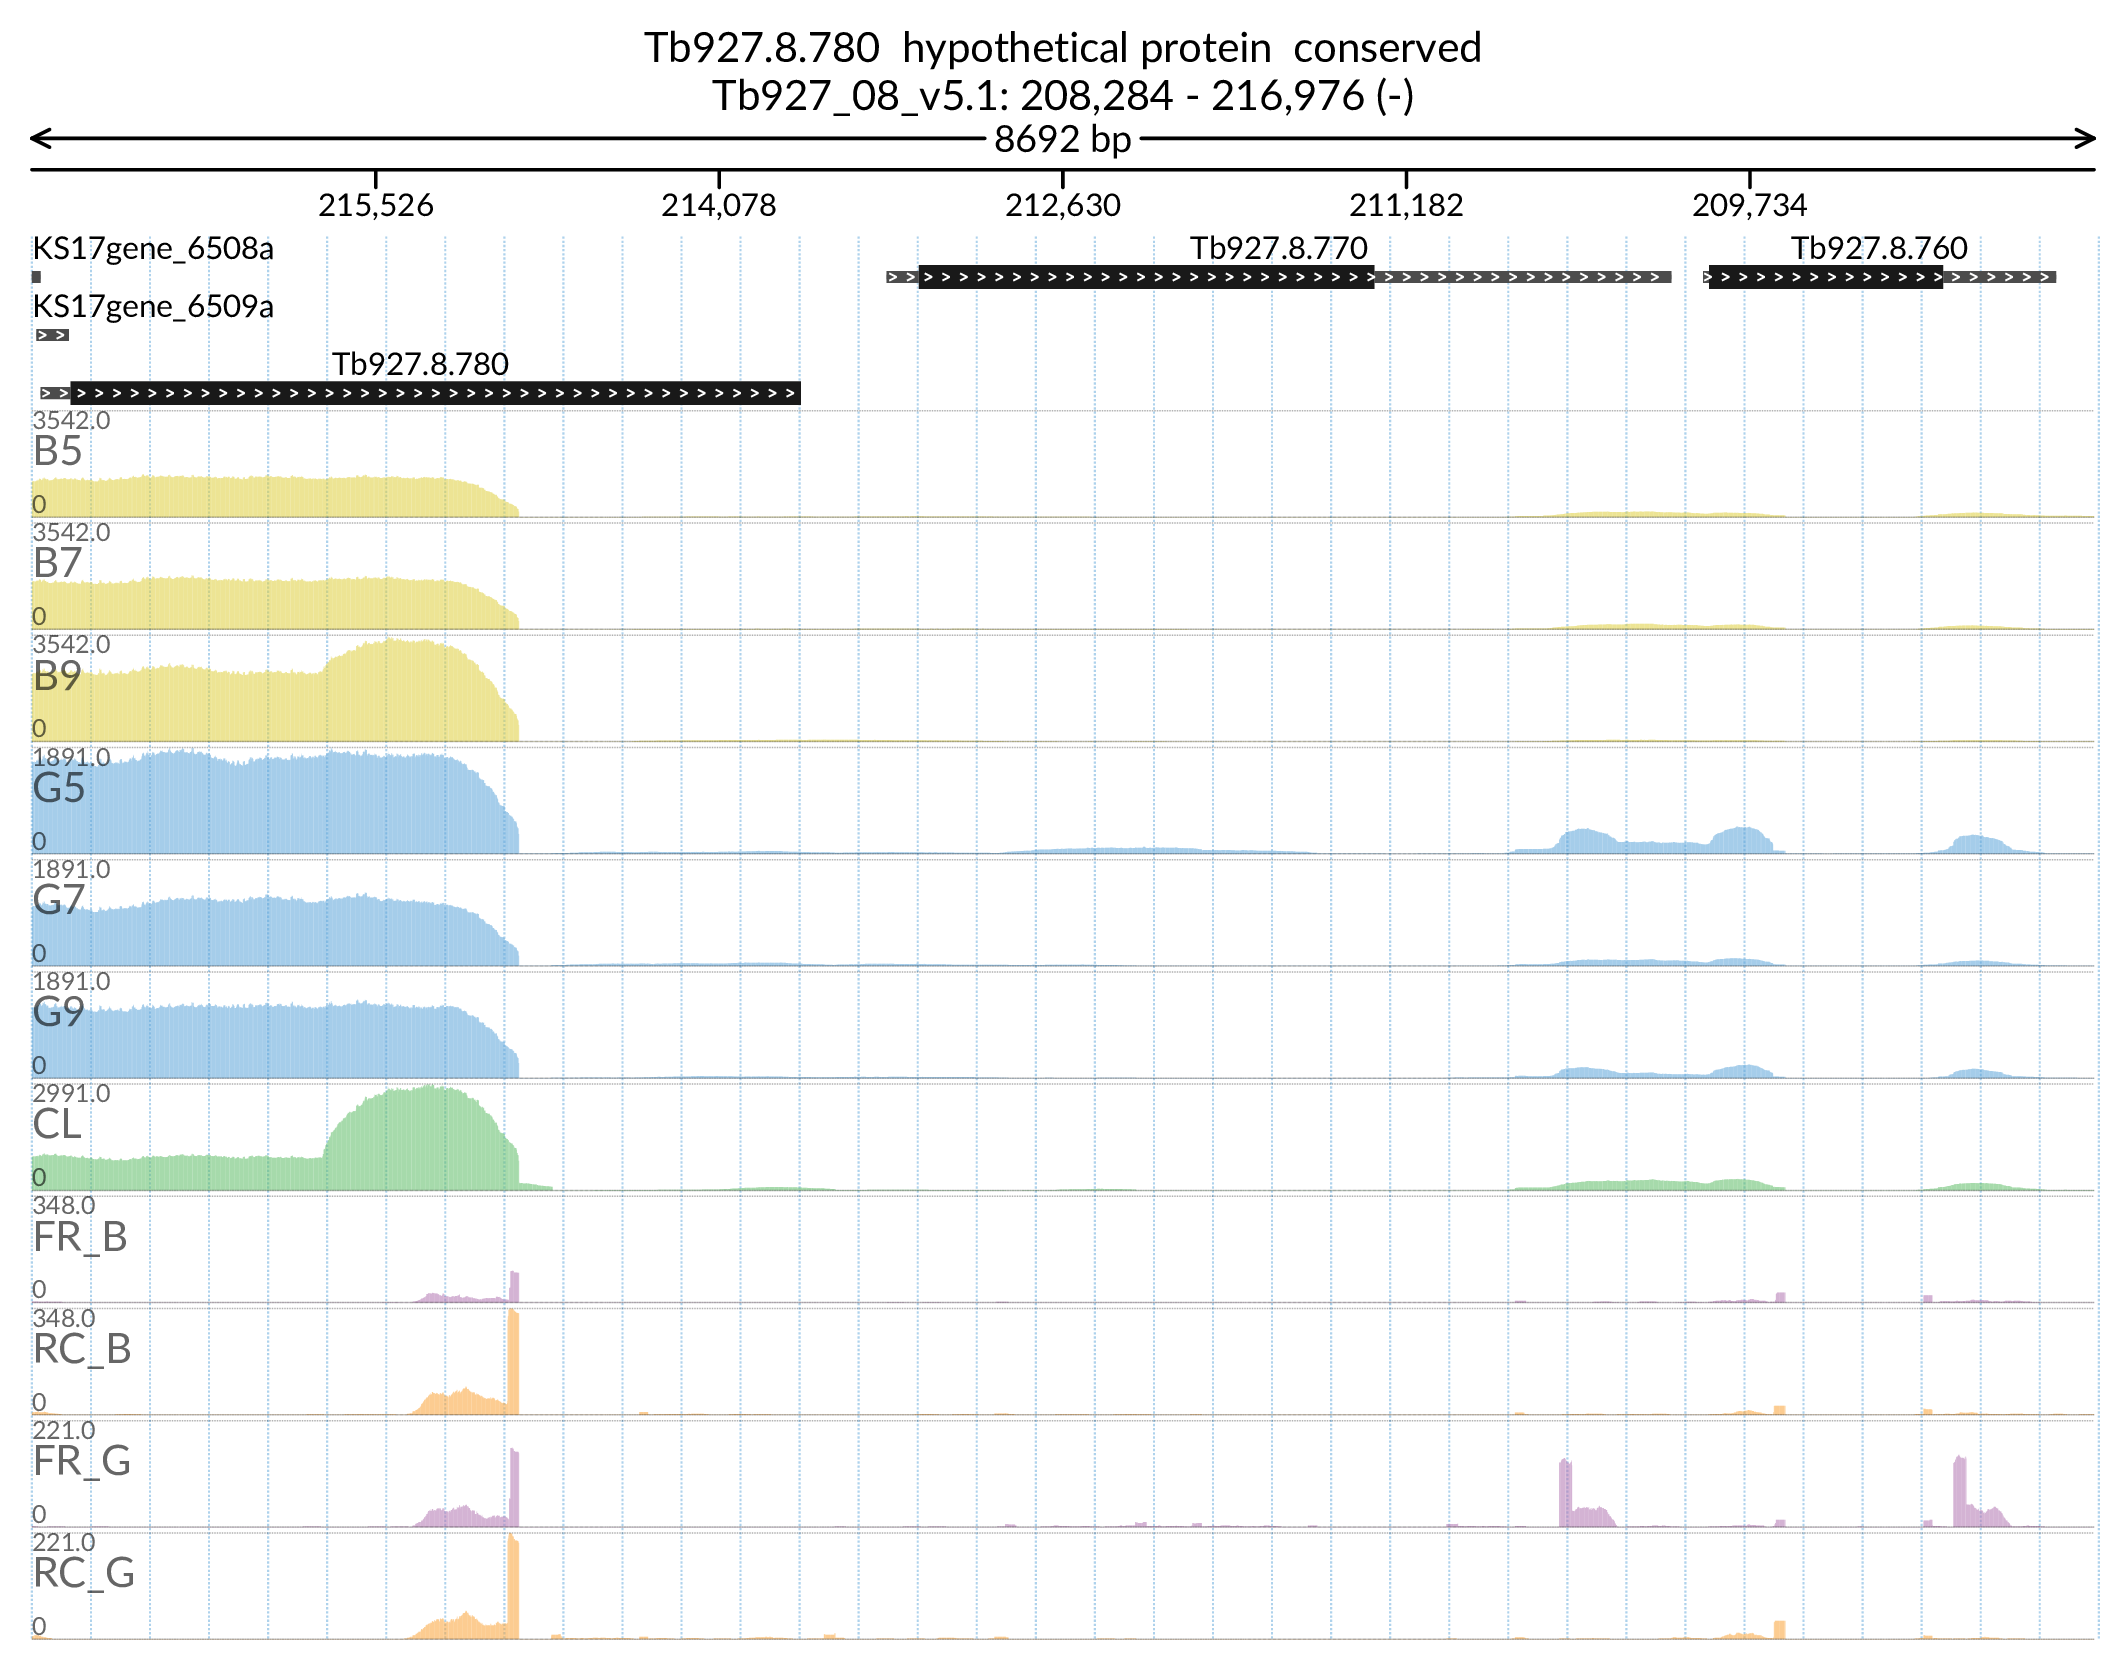 Tb927.8.780  hypothetical protein  conserved
Tb927_08_v5.1: 208,284 - 216,976 (-)
8692 bp
215,526 214,078 212,630 211,182 209,734
KS17gene_6508a Tb927.8.770 Tb927.8.760
KS17gene_6509a
Tb927.8.780
3542.0
B5
0
3542.0
B7
0
3542.0
B9
0
1891.0
G5
0
1891.0
G7
0
1891.0
G9
0
2991.0
CL
0
348.0
FR_B
0
348.0
RC_B
0
221.0
FR_G
0
221.0
RC_G
0